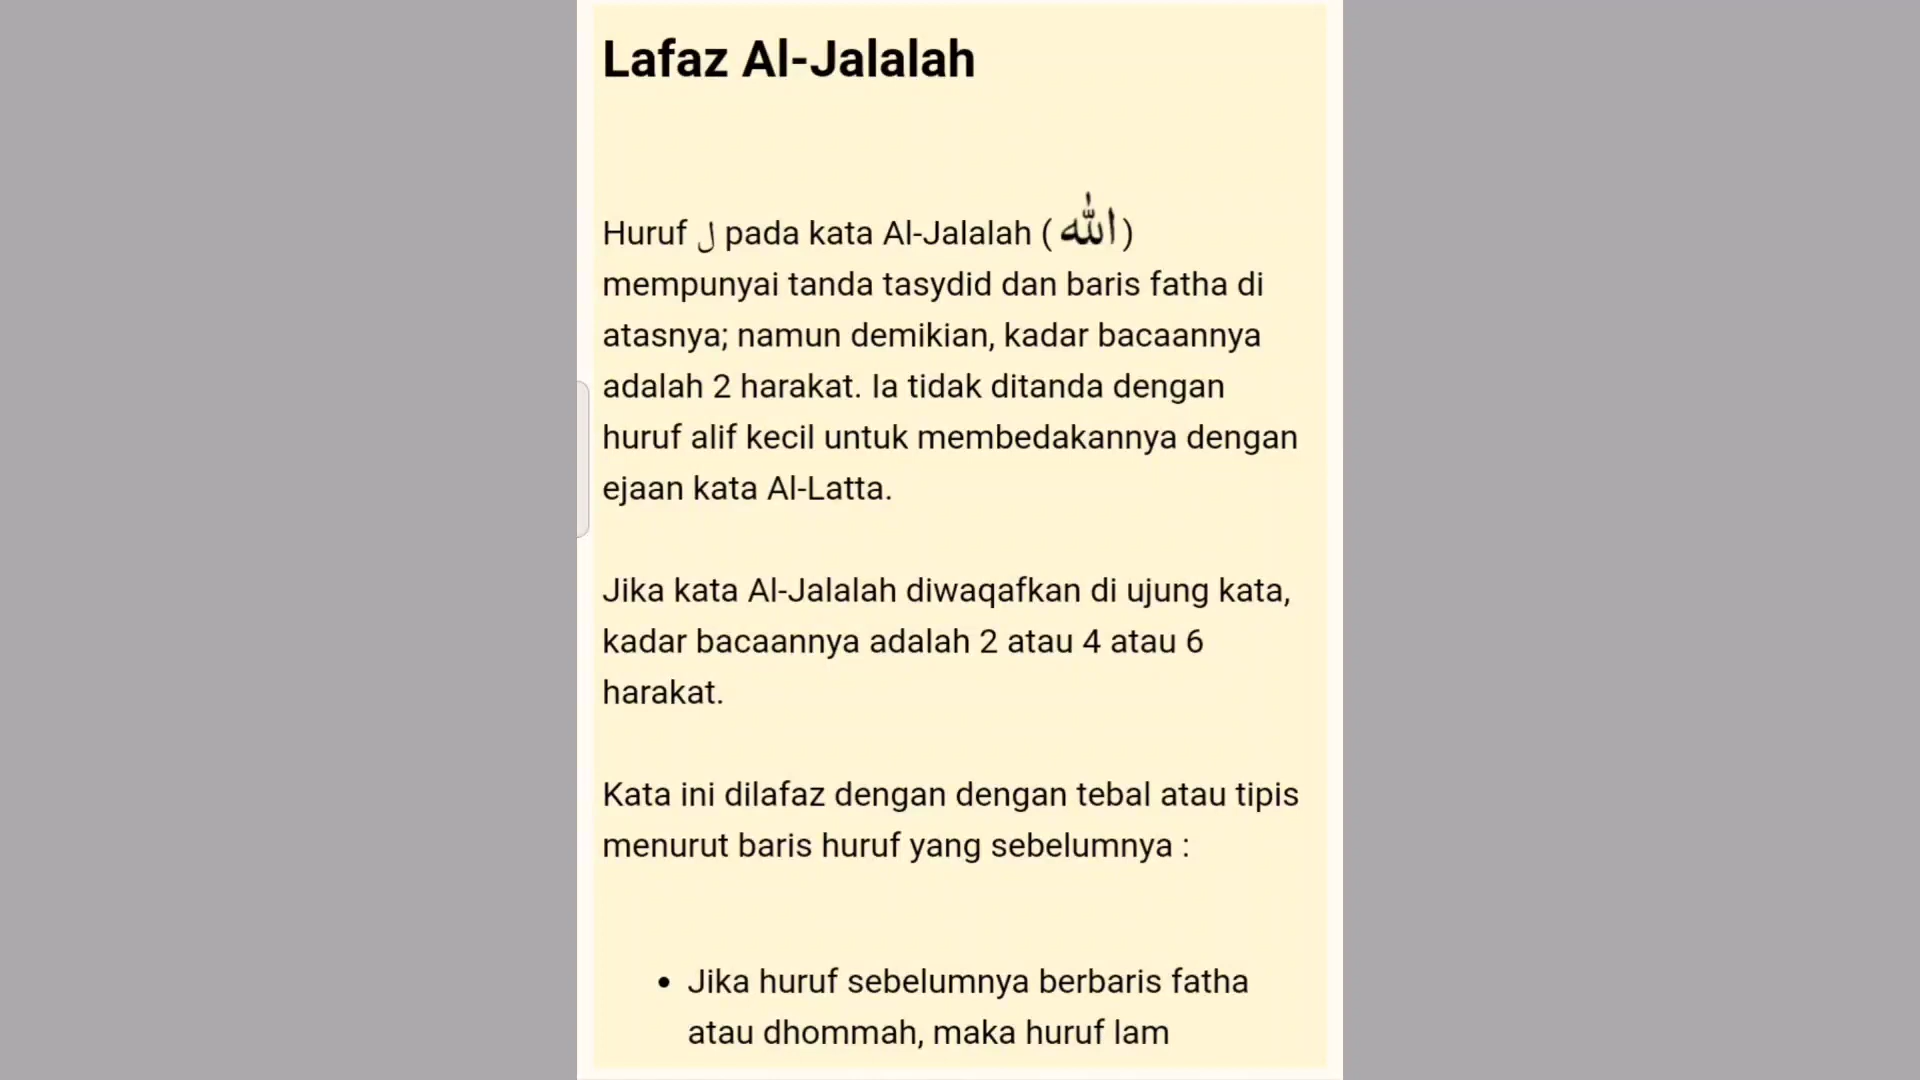 Lafaz Al-Jalalah
Huruf ل pada kata Al-Jalalah ( الله )
mempunyai tanda tasydid dan baris fatha di
atasnya; namun demikian, kadar bacaannya
adalah 2 harakat. Ia tidak ditanda dengan
huruf alif kecil untuk membedakannya dengan
ejaan kata Al-Latta.
Jika kata Al-Jalalah diwaqafkan di ujung kata,
kadar bacaannya adalah 2 atau 4 atau 6
harakat.
Kata ini dilafaz dengan dengan tebal atau tipis
menurut baris huruf yang sebelumnya :
• Jika huruf sebelumnya berbaris fatha
atau dhommah, maka huruf lam